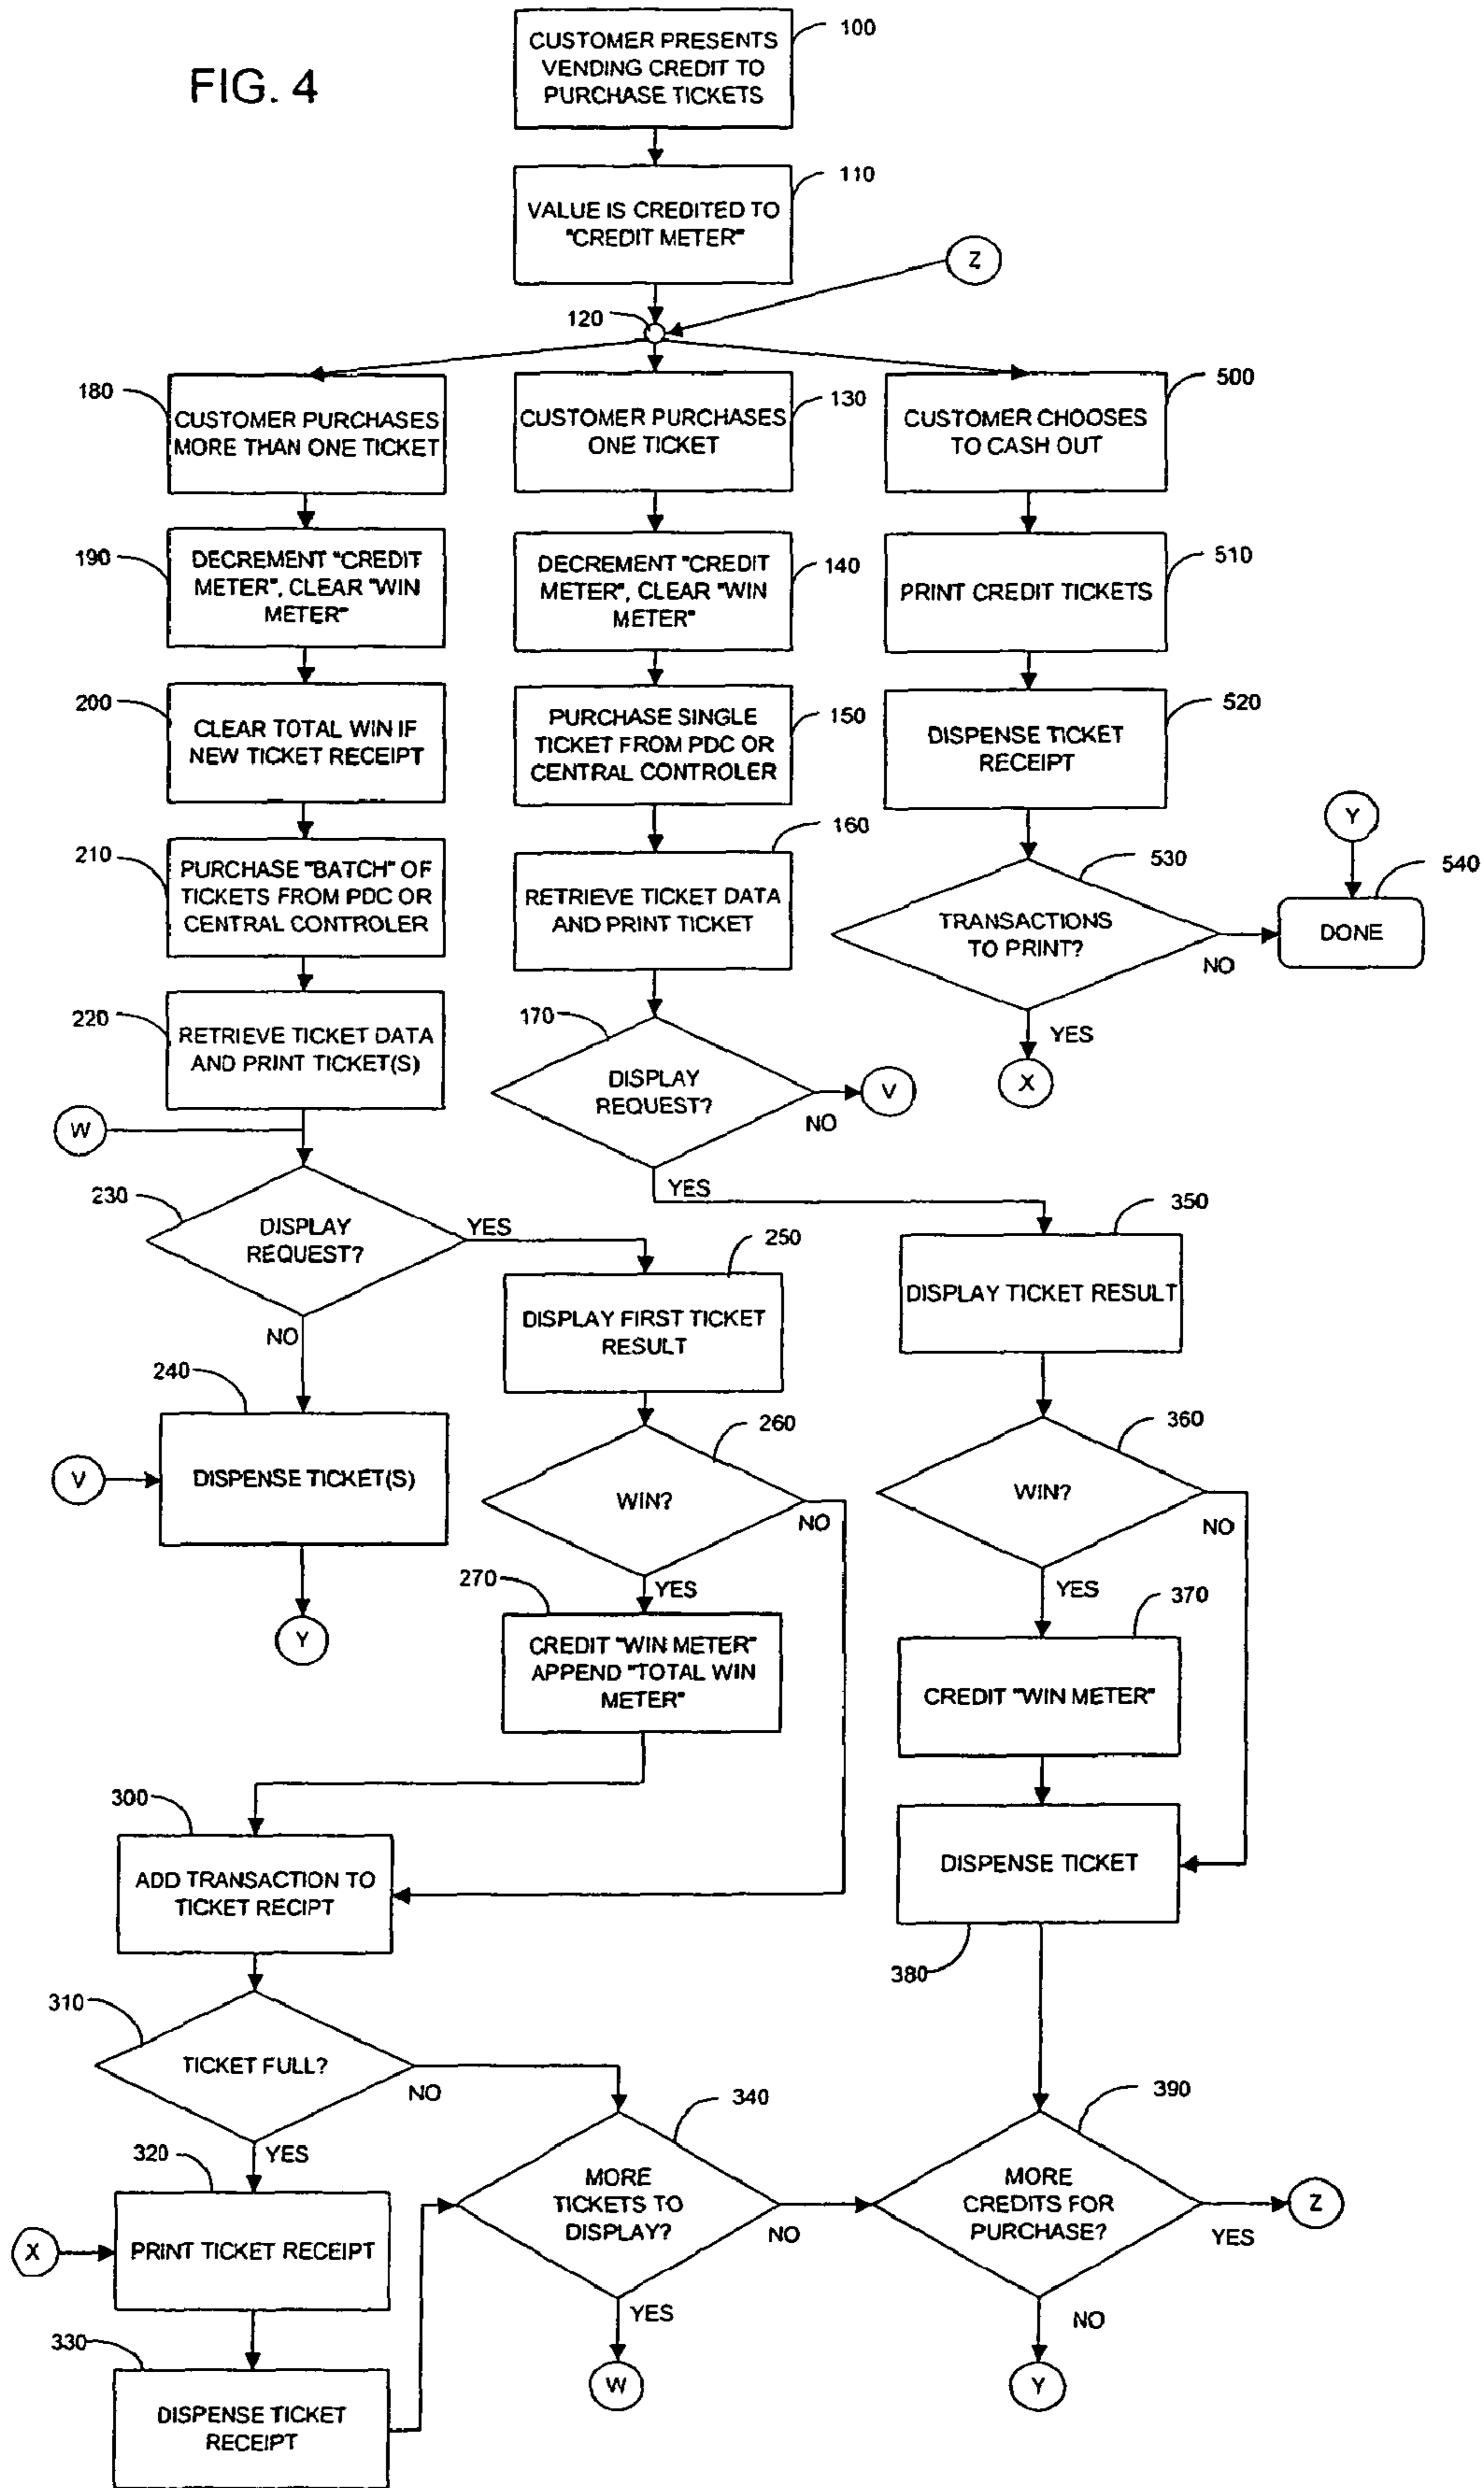 FIG. 4
100
CUSTOMER PRESENTS
VENDING CREDIT TO
PURCHASE TICKETS
110
VALUE IS CREDITED TO
"CREDIT METER"
Z
120
180
CUSTOMER PURCHASES
MORE THAN ONE TICKET
130
CUSTOMER PURCHASES
ONE TICKET
500
CUSTOMER CHOOSES
TO CASH OUT
190
DECREMENT "CREDIT
METER", CLEAR "WIN
METER"
140
DECREMENT "CREDIT
METER", CLEAR "WIN
METER"
510
PRINT CREDIT TICKETS
200
CLEAR TOTAL WIN IF
NEW TICKET RECEIPT
150
PURCHASE SINGLE
TICKET FROM PDC OR
CENTRAL CONTROLER
520
DISPENSE TICKET
RECEIPT
210
PURCHASE "BATCH" OF
TICKETS FROM PDC OR
CENTRAL CONTROLER
160
RETRIEVE TICKET DATA
AND PRINT TICKET
530
TRANSACTIONS
TO PRINT?
NO
YES
X
Y
540
DONE
220
RETRIEVE TICKET DATA
AND PRINT TICKET(S)
170
DISPLAY
REQUEST?
NO
V
YES
W
230
DISPLAY
REQUEST?
YES
NO
250
DISPLAY FIRST TICKET
RESULT
350
DISPLAY TICKET RESULT
240
V
DISPENSE TICKET(S)
Y
260
WIN?
NO
YES
360
WIN?
NO
YES
270
CREDIT "WIN METER"
APPEND "TOTAL WIN
METER"
370
CREDIT "WIN METER"
300
ADD TRANSACTION TO
TICKET RECIPT
DISPENSE TICKET
380
310
TICKET FULL?
NO
YES
320
X
PRINT TICKET RECEIPT
340
MORE
TICKETS TO
DISPLAY?
NO
YES
W
390
MORE
CREDITS FOR
PURCHASE?
YES
Z
NO
Y
330
DISPENSE TICKET
RECEIPT